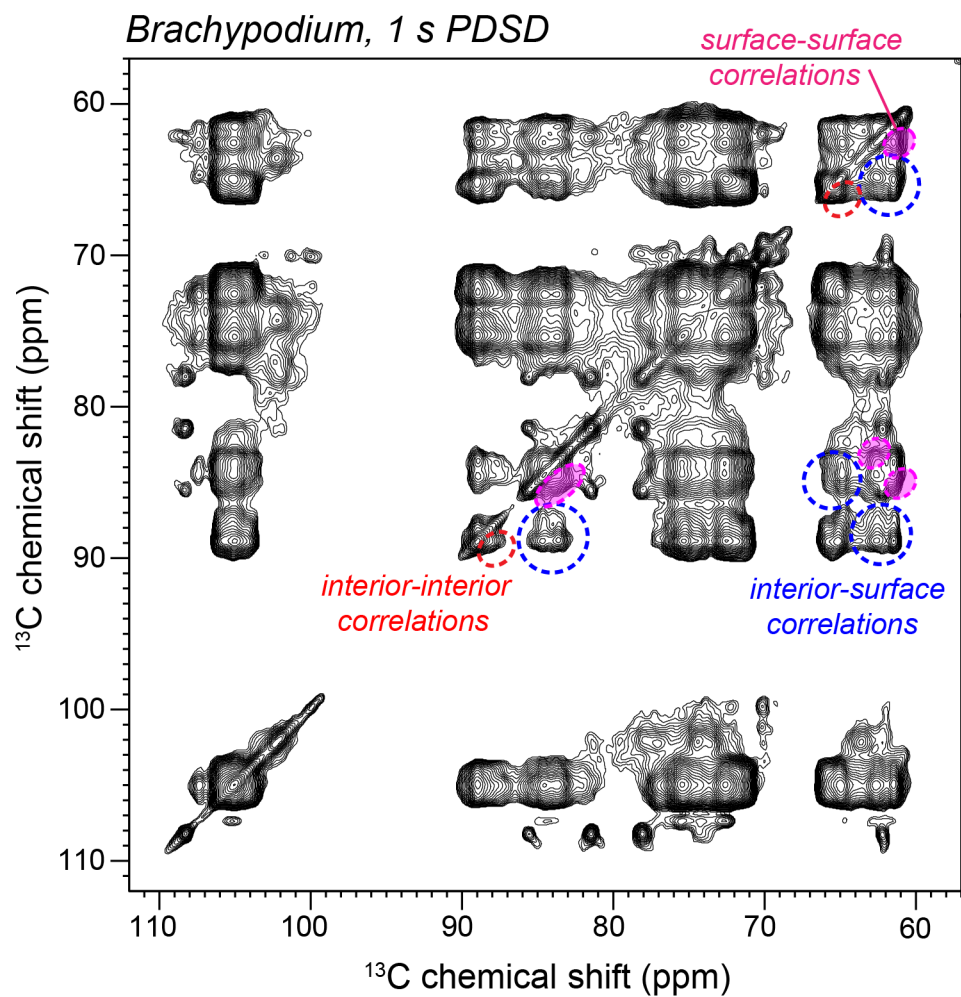 Brachypodium, 1 s PDSD
surface-surface
correlations
60
70
80
90
100
110
13C chemical shift (ppm)
interior-interior
correlations
interior-surface
correlations
110
100
90
80
70
60
13C chemical shift (ppm)